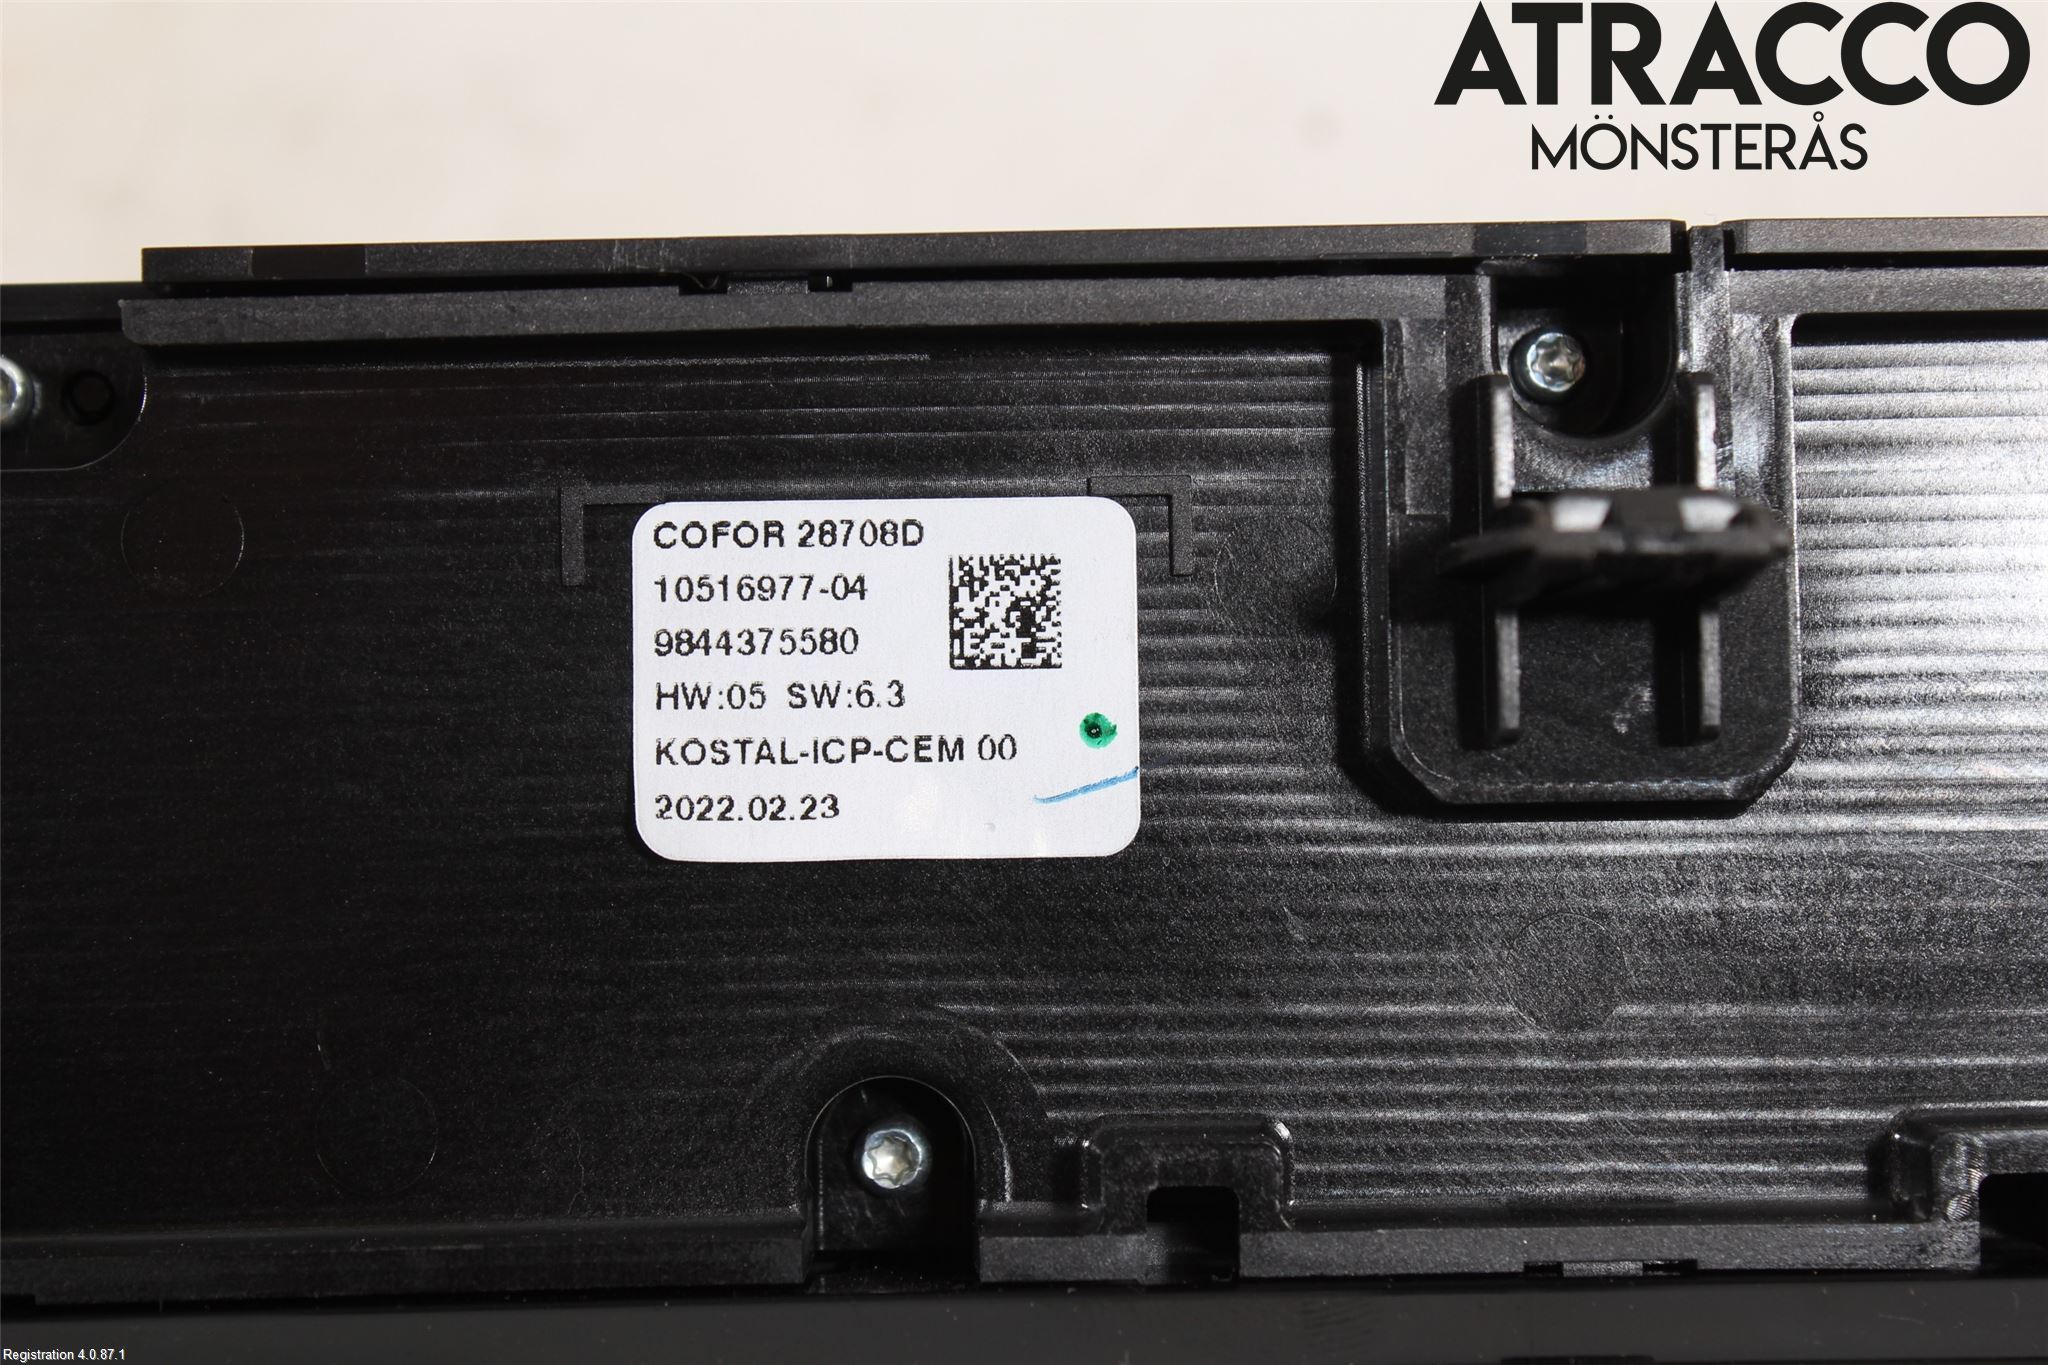 ATRACCO
MÖNSTERÅS
COFOR 28708D
10516977-04
9844375580
HW:05 SW:6.3
KOSTAL-ICP-CEM 00
2022.02.23
Registration 4.0.87.1